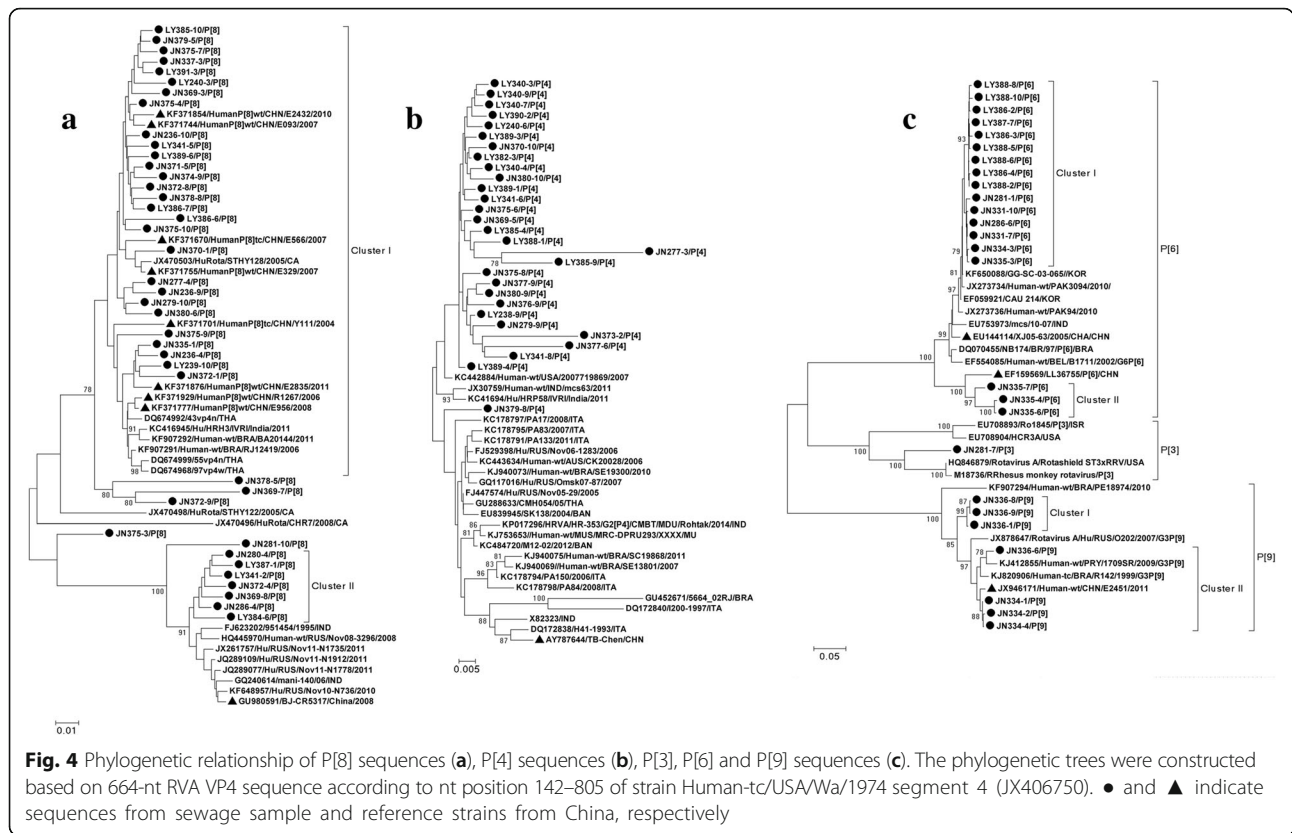 a
LY385-10/P[8]
JN379-5/P[8]
JN375-7/P[8]
JN337-3/P[8]
LY391-3/P[8]
LY240-3/P[8]
JN369-3/P[8]
JN375-4/P[8]
KF371854/HumanP[8]wt/CHN/E2432/2010
KF371744/HumanP[8]wt/CHN/E093/2007
JN236-10/P[8]
LY341-5/P[8]
LY389-6/P[8]
JN371-5/P[8]
JN374-9/P[8]
JN372-8/P[8]
JN378-8/P[8]
LY386-7/P[8]
LY386-6/P[8]
JN375-10/P[8]
KF371670/HumanP[8]tc/CHN/E566/2007
JN370-1/P[8]
JX470503/HuRota/STHY128/2005/CA
KF371755/HumanP[8]wt/CHN/E329/2007
JN277-4/P[8]
JN236-9/P[8]
JN279-10/P[8]
JN380-6/P[8]
KF371701/HumanP[8]tc/CHN/Y111/2004
JN375-9/P[8]
JN335-1/P[8]
JN236-4/P[8]
LY239-10/P[8]
JN372-1/P[8]
KF371876/HumanP[8]wt/CHN/E2835/2011
KF371929/HumanP[8]wt/CHN/R1267/2006
KF371777/HumanP[8]wt/CHN/E956/2008
DQ674992/43vp4n/THA
KC416945/Hu/HRH3/IVRI/India/2011
KF907292/Human-wt/BRA/BA20144/2011
KF907291/Human-wt/BRA/RJ12419/2006
DQ674999/55vp4n/THA
DQ674968/97vp4w/THA
JN378-5/P[8]
JN369-7/P[8]
JN372-9/P[8]
JX470498/HuRota/STHY122/2005/CA
JX470496/HuRota/CHR7/2008/CA
JN375-3/P[8]
JN281-10/P[8]
JN280-4/P[8]
LY387-1/P[8]
LY341-2/P[8]
JN372-4/P[8]
JN369-8/P[8]
JN286-4/P[8]
LY384-6/P[8]
FJ623202/951454/1995/IND
HQ445970/Human-wt/RUS/Nov08-3296/2008
JX261757/Hu/RUS/Nov11-N1735/2011
JQ289109/Hu/RUS/Nov11-N1912/2011
JQ289077/Hu/RUS/Nov11-N1778/2011
GQ240614/mani-140/06/IND
KF648957/Hu/RUS/Nov10-N736/2010
GU980591/BJ-CR5317/China/2008
Cluster I
Cluster II
78
91
98
80
80
100
91
0.01
b
LY340-3/P[4]
LY340-9/P[4]
LY340-7/P[4]
LY390-2/P[4]
LY240-6/P[4]
LY389-3/P[4]
JN370-10/P[4]
LY382-3/P[4]
LY340-4/P[4]
JN380-10/P[4]
LY389-1/P[4]
LY341-6/P[4]
JN375-6/P[4]
JN369-5/P[4]
LY385-4/P[4]
LY388-1/P[4]
JN277-3/P[4]
LY385-9/P[4]
JN375-8/P[4]
JN377-9/P[4]
JN380-9/P[4]
JN376-9/P[4]
LY238-9/P[4]
JN279-9/P[4]
JN373-2/P[4]
JN377-6/P[4]
LY341-8/P[4]
LY389-4/P[4]
KC442884/Human-wt/USA/2007719869/2007
JX30759/Human-wt/IND/mcs63/2011
KC41694/Hu/HRP58/IVRI/India/2011
JN379-8/P[4]
KC178797/PA17/2008/ITA
KC178795/PA83/2007/ITA
KC178791/PA133/2011/ITA
FJ529398/Hu/RUS/Nov06-1283/2006
KC443634/Human-wt/AUS/CK20028/2006
KJ940073/Human-wt/BRA/SE19300/2010
GQ117016/Hu/RUS/Omsk07-87/2007
FJ447574/Hu/RUS/Nov05-29/2005
GU288633/CMH054/05/THA
EU839945/SK138/2004/BAN
KP017296/HRVA/HR-353/G2[P4]/CMBT/MDU/Rohtak/2014/IND
KJ753653//Human-wt/MUS/MRC-DPRU293/XXXX/MU
KC484720/M12-02/2012/BAN
KJ940075/Human-wt/BRA/SC19868/2011
KJ940069/Human-wt/BRA/SE13801/2007
KC178794/PA150/2006/ITA
KC178798/PA84/2008/ITA
GU452671/5664_02RJ/BRA
DQ172840/I200-1997/ITA
X82323/IND
DQ172838/H41-1993/ITA
AY787644/TB-Chen/CHN
78
93
86
81
81
83
96
100
88
87
0.005
c
LY388-8/P[6]
LY388-10/P[6]
LY386-2/P[6]
LY387-7/P[6]
LY386-3/P[6]
LY388-5/P[6]
LY388-6/P[6]
LY386-4/P[6]
LY388-2/P[6]
JN281-1/P[6]
JN331-10/P[6]
JN286-6/P[6]
JN331-7/P[6]
JN334-3/P[6]
JN335-3/P[6]
KF650088/GG-SC-03-065//KOR
JX273734/Human-wt/PAK3094/2010/
EF059921/CAU 214/KOR
JX273736/Human-wt/PAK94/2010
EU753973/mcs/10-07/IND
EU144114/XJ05-63/2005/CHA/CHN
DQ070455/NB174/BR/97/P[6]/BRA
EF554085/Human-wt/BEL/B1711/2002/G6P[6]
EF159569/LL36755/P[6]/CHN
JN335-7/P[6]
JN335-4/P[6]
JN335-6/P[6]
EU708893/Ro1845/P[3]/ISR
EU708904/HCR3A/USA
JN281-7/P[3]
HQ846879/Rotavirus A/Rotashield ST3xRRV/USA
M18736/RRhesus monkey rotavirus/P[3]
KF907294/Human-wt/BRA/PE18974/2010
JN336-8/P[9]
JN336-9/P[9]
JN336-1/P[9]
JX878647/Rotavirus A/Hu/RUS/O202/2007/G3P[9]
JN336-6/P[9]
KJ412855/Human-wt/PRY/1709SR/2009/G3P[9]
KJ820906/Human-tc/BRA/R142/1999/G3P[9]
JX946171/Human-wt/CHN/E2451/2011
JN334-1/P[9]
JN334-2/P[9]
JN334-4/P[9]
Cluster I
Cluster II
Cluster I
Cluster II
P[6]
P[3]
P[9]
93
79
81
97
99
100
100
97
100
100
100
100
87
99
85
97
78
88
0.05
Fig. 4 Phylogenetic relationship of P[8] sequences (a), P[4] sequences (b), P[3], P[6] and P[9] sequences (c). The phylogenetic trees were constructed
based on 664-nt RVA VP4 sequence according to nt position 142–805 of strain Human-tc/USA/Wa/1974 segment 4 (JX406750). ● and ▲ indicate
sequences from sewage sample and reference strains from China, respectively